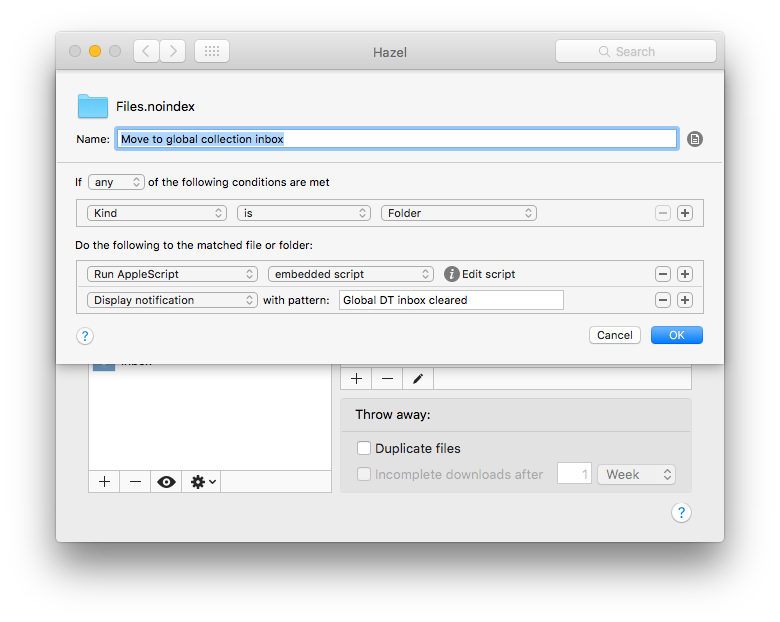 Hazel
Search
Files.noindex
Name: Move to global collection inbox
If any of the following conditions are met
Kind is Folder
Do the following to the matched file or folder:
Run AppleScript embedded script i Edit script
Display notification with pattern: Global DT inbox cleared
? Cancel OK
Throw away:
Duplicate files
Incomplete downloads after 1 Week
?